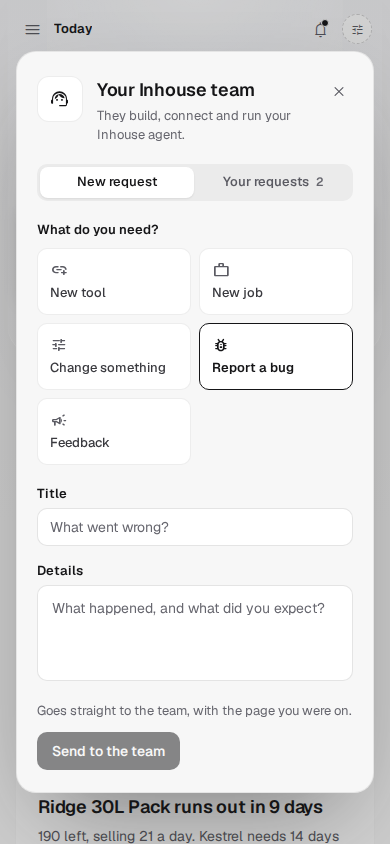 Today
Your Inhouse team
They build, connect and run your
Inhouse agent.
New request
Your requests 2
What do you need?
New tool
New job
Change something
Report a bug
Feedback
Title
What went wrong?
Details
What happened, and what did you expect?
Goes straight to the team, with the page you were on.
Send to the team
Ridge 30L Pack runs out in 9 days
190 left, selling 21 a day. Kestrel needs 14 days